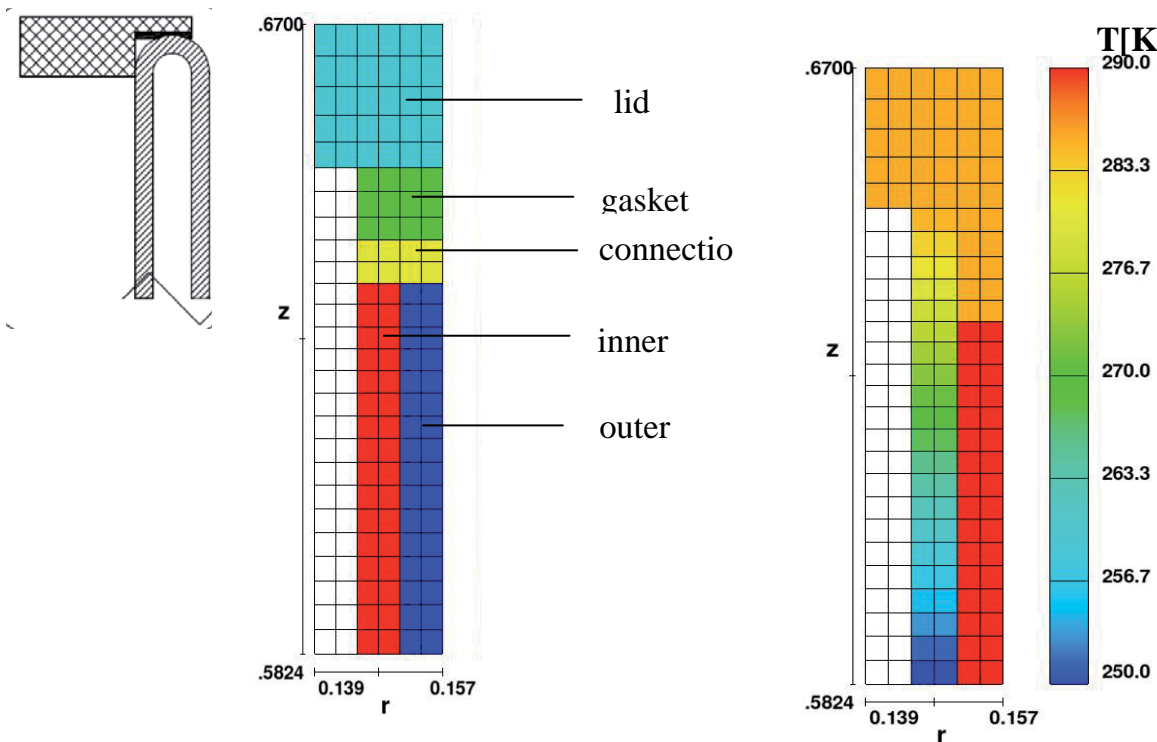 .6700
lid
gasket
connectio
z
inner
outer
.5824
0.139
0.157
r
T[K
.6700
290.0
283.3
276.7
270.0
z
263.3
256.7
250.0
.5824
0.139
0.157
r